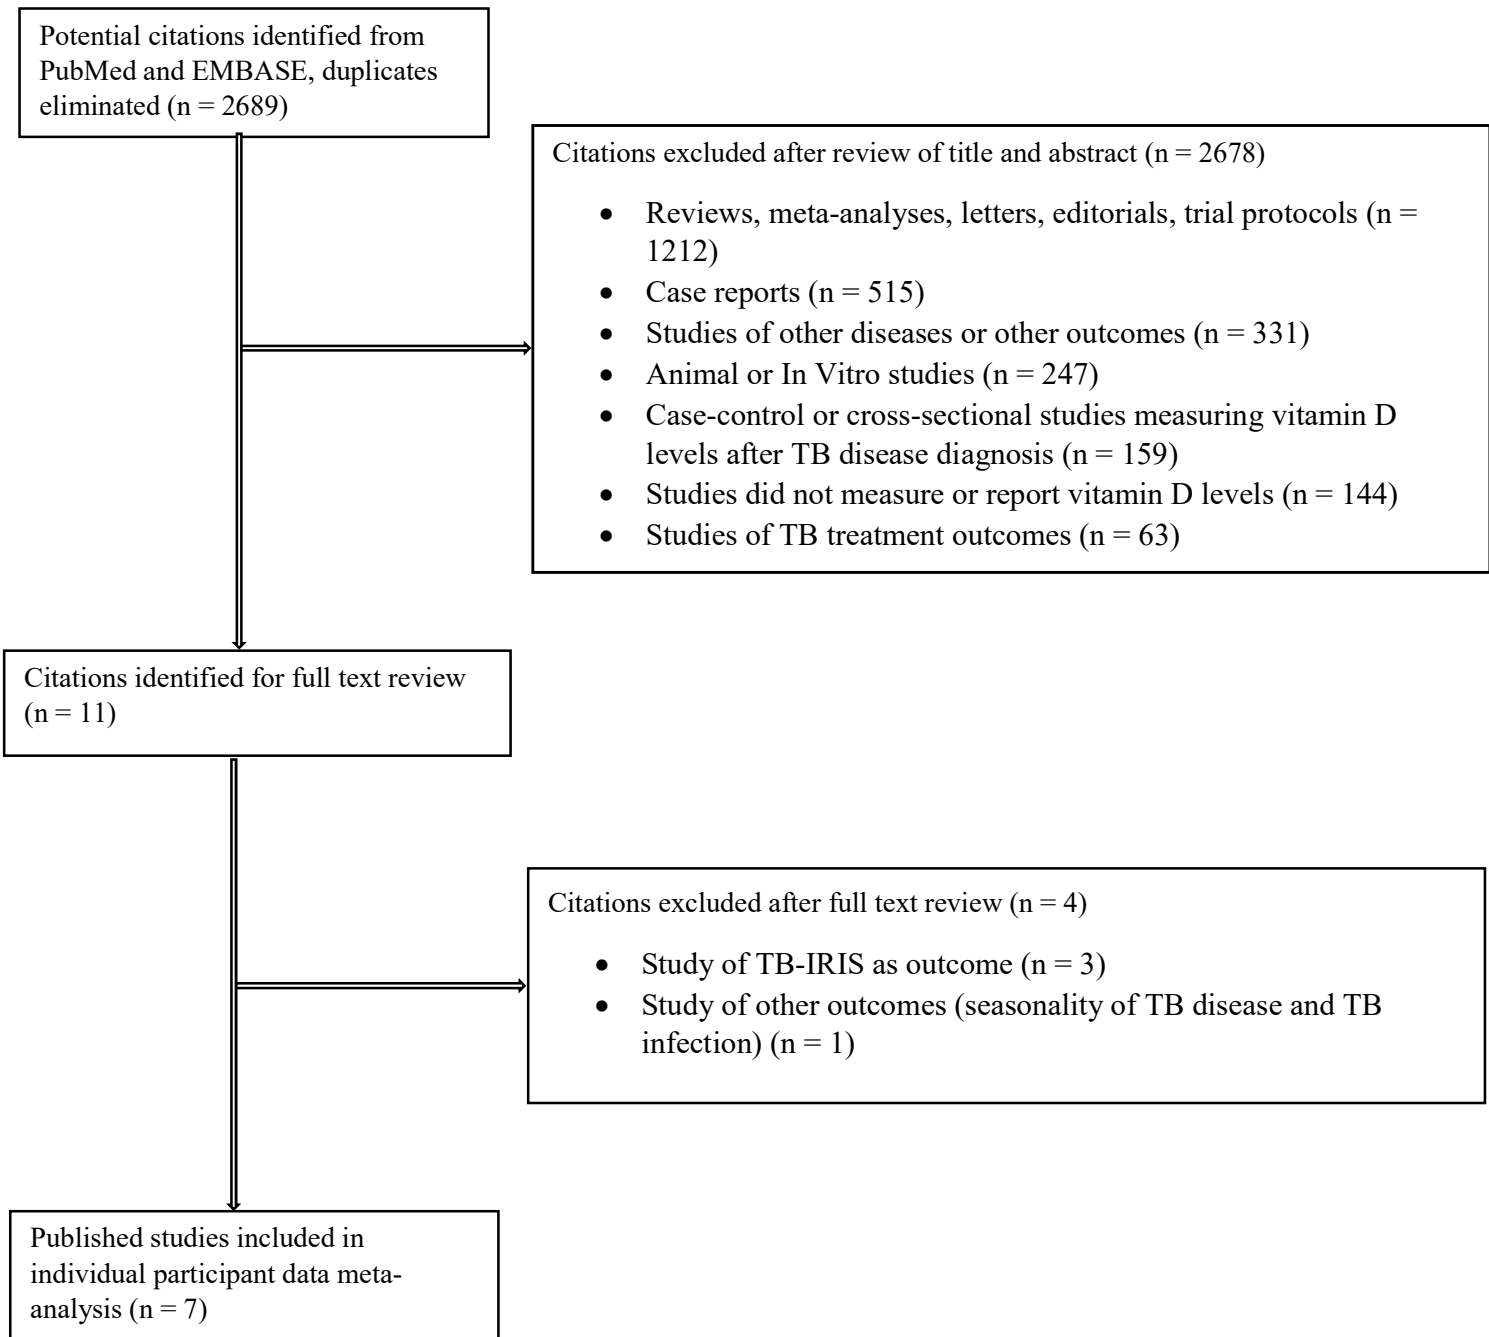 Potential citations identified from
PubMed and EMBASE, duplicates
eliminated (n = 2689)
Citations excluded after review of title and abstract (n = 2678)
• Reviews, meta-analyses, letters, editorials, trial protocols (n =
1212)
• Case reports (n = 515)
• Studies of other diseases or other outcomes (n = 331)
• Animal or In Vitro studies (n = 247)
• Case-control or cross-sectional studies measuring vitamin D
levels after TB disease diagnosis (n = 159)
• Studies did not measure or report vitamin D levels (n = 144)
• Studies of TB treatment outcomes (n = 63)
Citations identified for full text review
(n = 11)
Citations excluded after full text review (n = 4)
• Study of TB-IRIS as outcome (n = 3)
• Study of other outcomes (seasonality of TB disease and TB
infection) (n = 1)
Published studies included in
individual participant data meta-
analysis (n = 7)